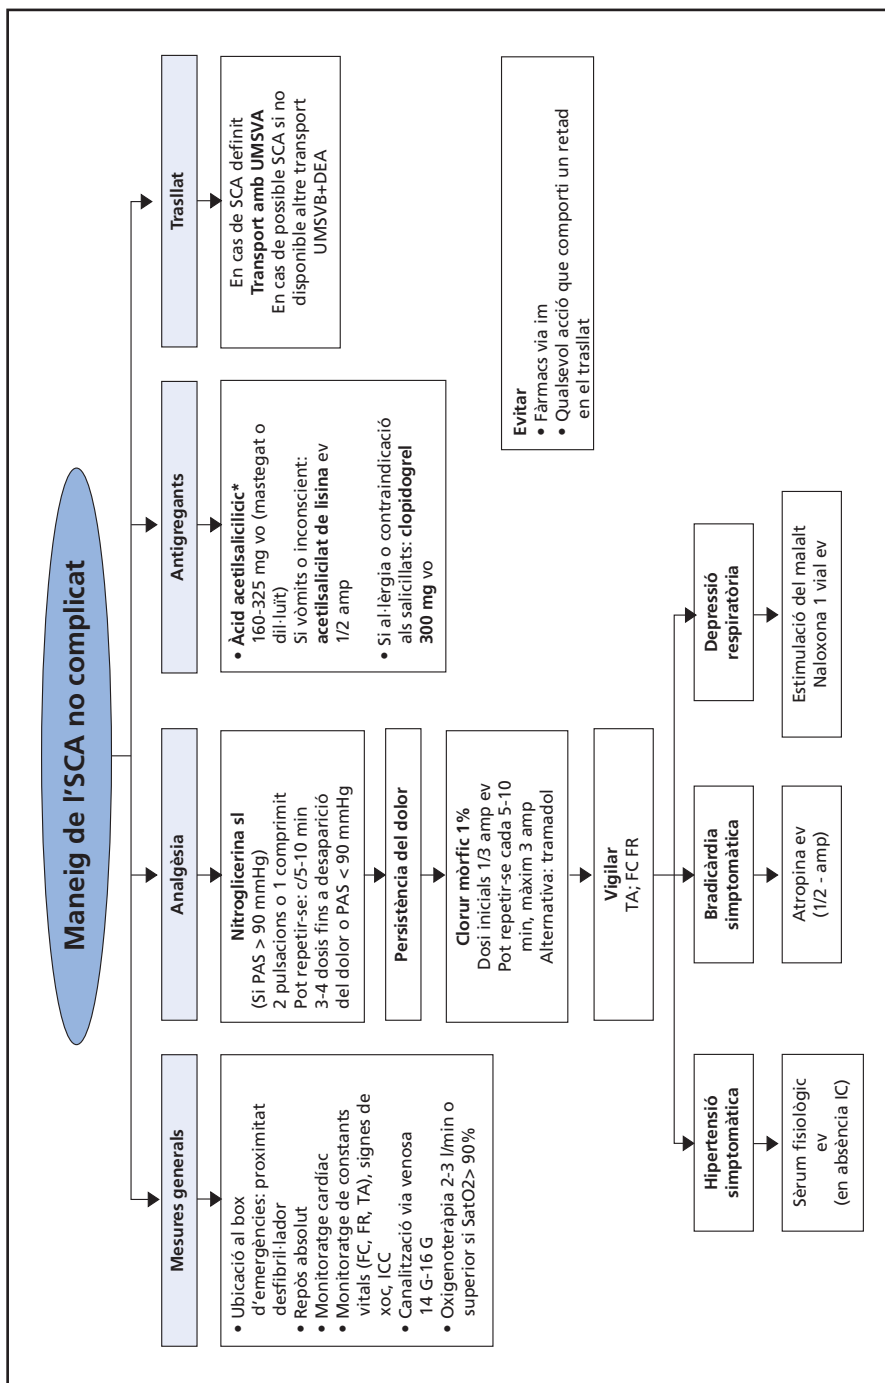 Maneig de l'SCA no complicat
Mesures generals
• Ubicació al box
d'emergències: proximitat
desfibril·lador
• Repòs absolut
• Monitoratge cardíac
• Monitoratge de constants
vitals (FC, FR, TA), signes de
xoc, ICC
• Canalització via venosa
14 G-16 G
• Oxigenoteràpia 2-3 l/min o
superior si SatO2> 90%
Analgèsia
Nitroglicerina sl
(Si PAS > 90 mmHg)
2 pulsacions o 1 comprimit
Pot repetir-se: c/5-10 min
3-4 dosis fins a desaparició
del dolor o PAS < 90 mmHg
Persistència del dolor
Clorur mòrfic 1%
Dosi inicials 1/3 amp ev
Pot repetir-se cada 5-10
min, màxim 3 amp
Alternativa: tramadol
Vigilar
TA; FC FR
Hipertensió
simptomàtica
Sèrum fisiològic
ev
(en absència IC)
Bradicàrdia
simptomàtica
Atropina ev
(1/2 - amp)
Depressió
respiratòria
Estimulació del malalt
Naloxona 1 vial ev
Antigregants
• Àcid acetilsalicilicic*
160-325 mg vo (mastegat o
dil·luït)
Si vòmits o inconscient:
acetilsalicilat de lisina ev
1/2 amp
• Si al·lèrgia o contraindicació
als salicillats: clopidogrel
300 mg vo
Trasllat
En cas de SCA definit
Transport amb UMSVA
En cas de possible SCA si no
disponible altre transport
UMSVB+DEA
Evitar
• Fàrmacs via im
• Qualsevol acció que comporti un retad
en el trasllat